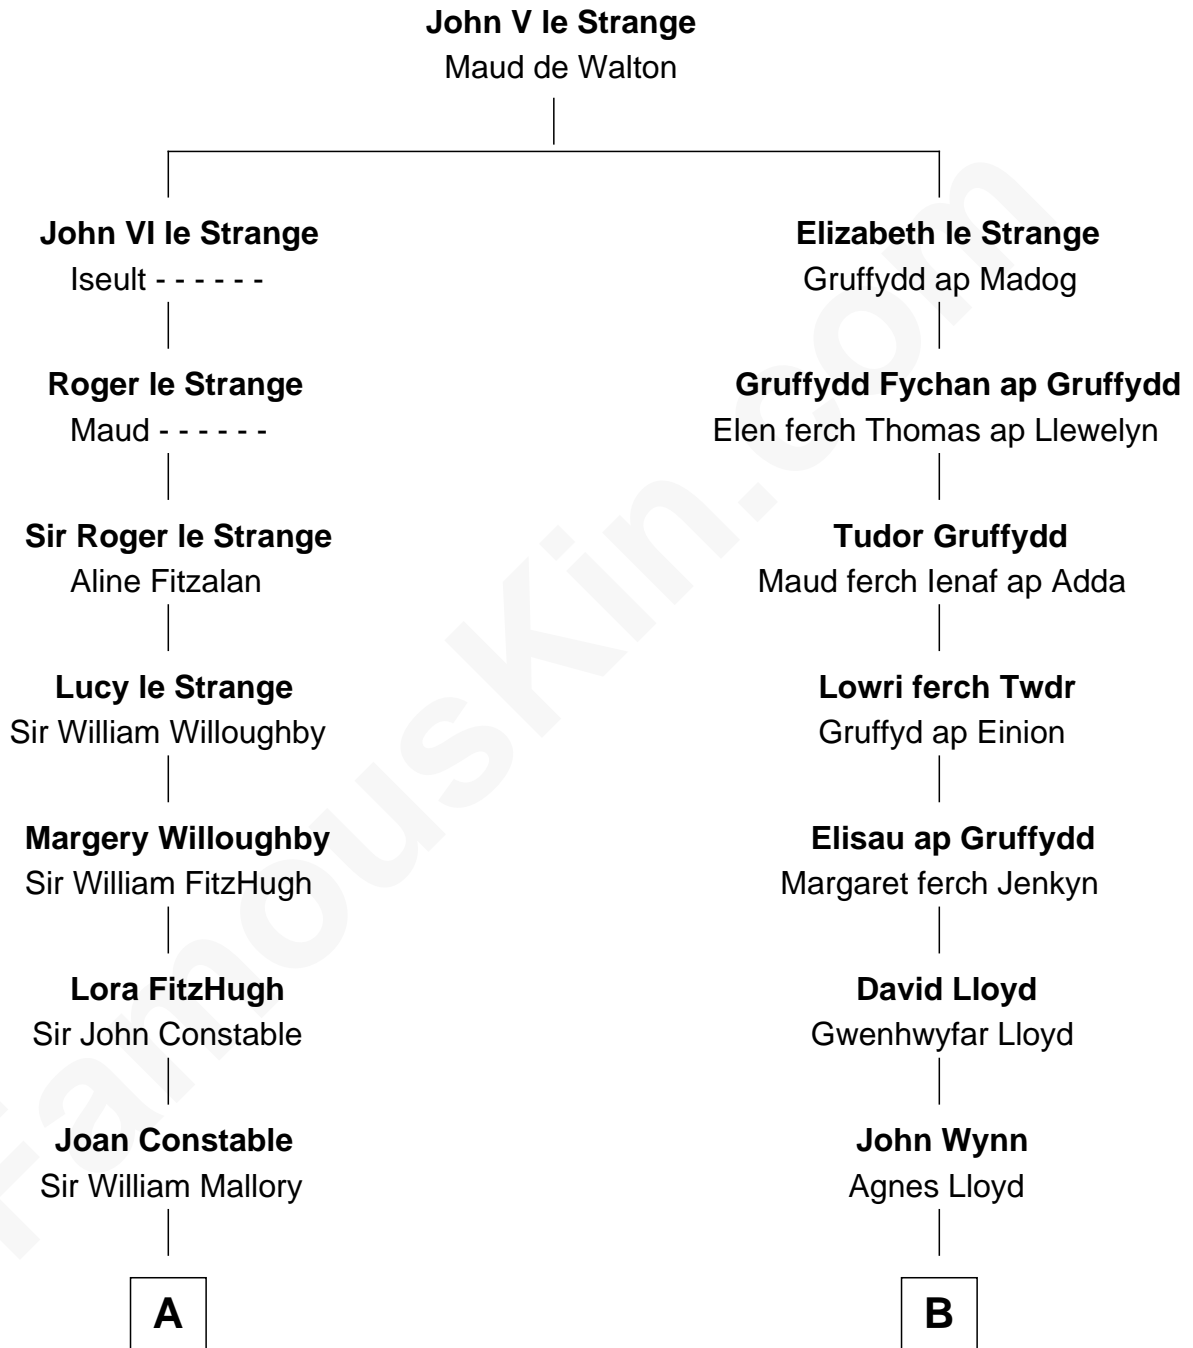 John V le Strange
Maud de Walton
John VI le Strange
Iseult - - - - - -
Roger le Strange
Maud - - - - - -
Sir Roger le Strange
Aline Fitzalan
Lucy le Strange
Sir William Willoughby
Margery Willoughby
Sir William FitzHugh
Lora FitzHugh
Sir John Constable
Joan Constable
Sir William Mallory
A
Elizabeth le Strange
Gruffydd ap Madog
Gruffydd Fychan ap Gruffydd
Elen ferch Thomas ap Llewelyn
Tudor Gruffydd
Maud ferch Ienaf ap Adda
Lowri ferch Twdr
Gruffyd ap Einion
Elisau ap Gruffydd
Margaret ferch Jenkyn
David Lloyd
Gwenhwyfar Lloyd
John Wynn
Agnes Lloyd
B
FamousKin.com